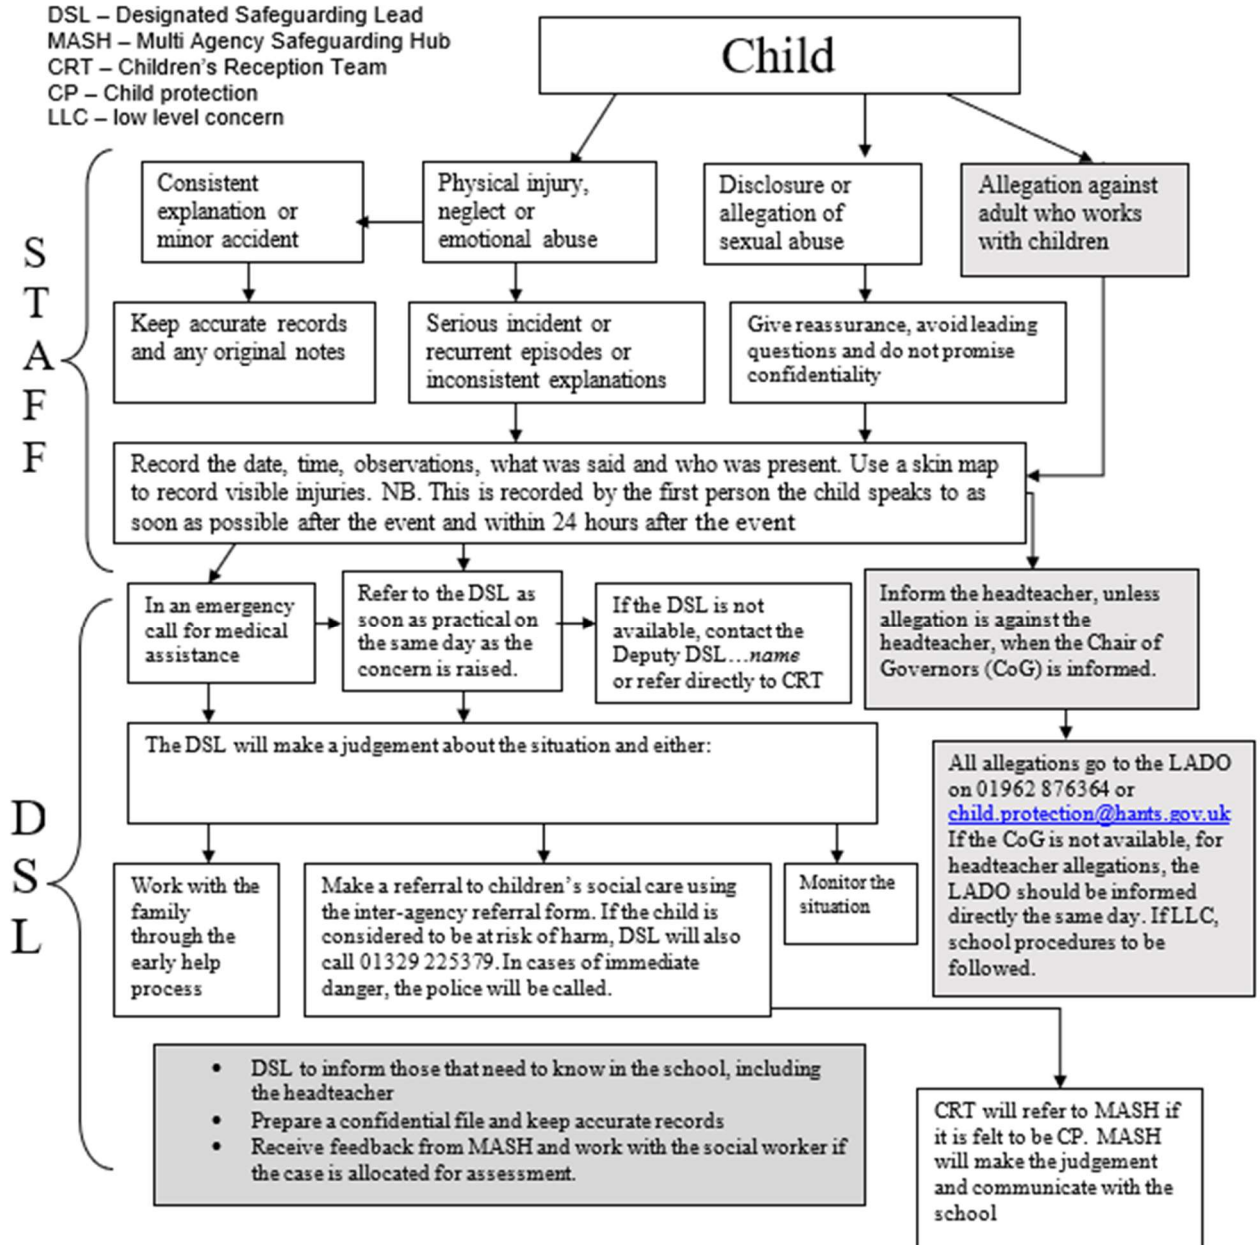 DSL – Designated Safeguarding Lead
MASH – Multi Agency Safeguarding Hub
CRT – Children's Reception Team
CP – Child protection
LLC – low level concern
Child
Consistent
explanation or
minor accident
Physical injury,
neglect or
emotional abuse
Disclosure or
allegation of
sexual abuse
Allegation against
adult who works
with children
S
T
A
F
F
Keep accurate records
and any original notes
Serious incident or
recurrent episodes or
inconsistent explanations
Give reassurance, avoid leading
questions and do not promise
confidentiality
Record the date, time, observations, what was said and who was present. Use a skin map
to record visible injuries. NB. This is recorded by the first person the child speaks to as
soon as possible after the event and within 24 hours after the event
In an emergency
call for medical
assistance
Refer to the DSL as
soon as practical on
the same day as the
concern is raised.
If the DSL is not
available, contact the
Deputy DSL…name
or refer directly to CRT
Inform the headteacher, unless
allegation is against the
headteacher, when the Chair of
Governors (CoG) is informed.
The DSL will make a judgement about the situation and either:
All allegations go to the LADO
on 01962 876364 or
child.protection@hants.gov.uk
If the CoG is not available, for
headteacher allegations, the
LADO should be informed
directly the same day. If LLC,
school procedures to be
followed.
D
S
L
Work with the
family
through the
early help
process
Make a referral to children's social care using
the inter-agency referral form. If the child is
considered to be at risk of harm, DSL will also
call 01329 225379. In cases of immediate
danger, the police will be called.
Monitor the
situation
• DSL to inform those that need to know in the school, including
the headteacher
• Prepare a confidential file and keep accurate records
• Receive feedback from MASH and work with the social worker if
the case is allocated for assessment.
CRT will refer to MASH if
it is felt to be CP. MASH
will make the judgement
and communicate with the
school